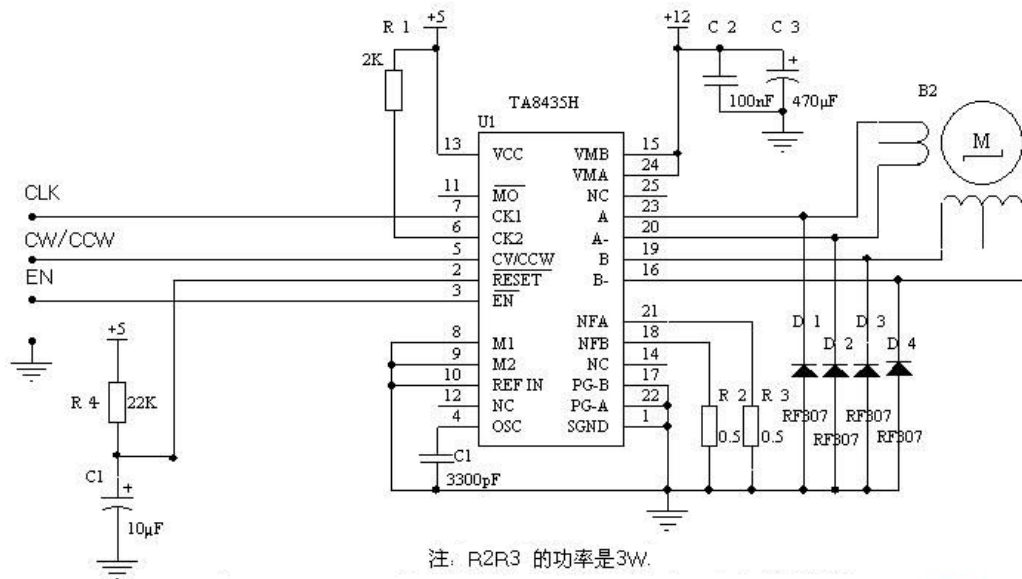 R 1
+5
2K
+12
C 2
C 3
+
100nF
470μF
B2
M
TA8435H
U1
13
VCC
VMB
15
VMA
24
11
MO
NC
25
CLK
7
CK1
A
23
6
CK2
A-
20
CW/CCW
5
CV/CCW
B
19
2
RESET
B-
16
EN
3
EN
NFA
21
8
M1
NFB
18
9
M2
NC
14
10
REF IN
PG-B
17
12
NC
PG-A
22
4
OSC
SGND
1
D 1
D 3
D 2
D 4
RF307
RF307
RF307
RF307
R 2
R 3
0.5
0.5
+5
R 4
22K
C1
+
10μF
C1
3300pF
注: R2R3 的功率是3W.